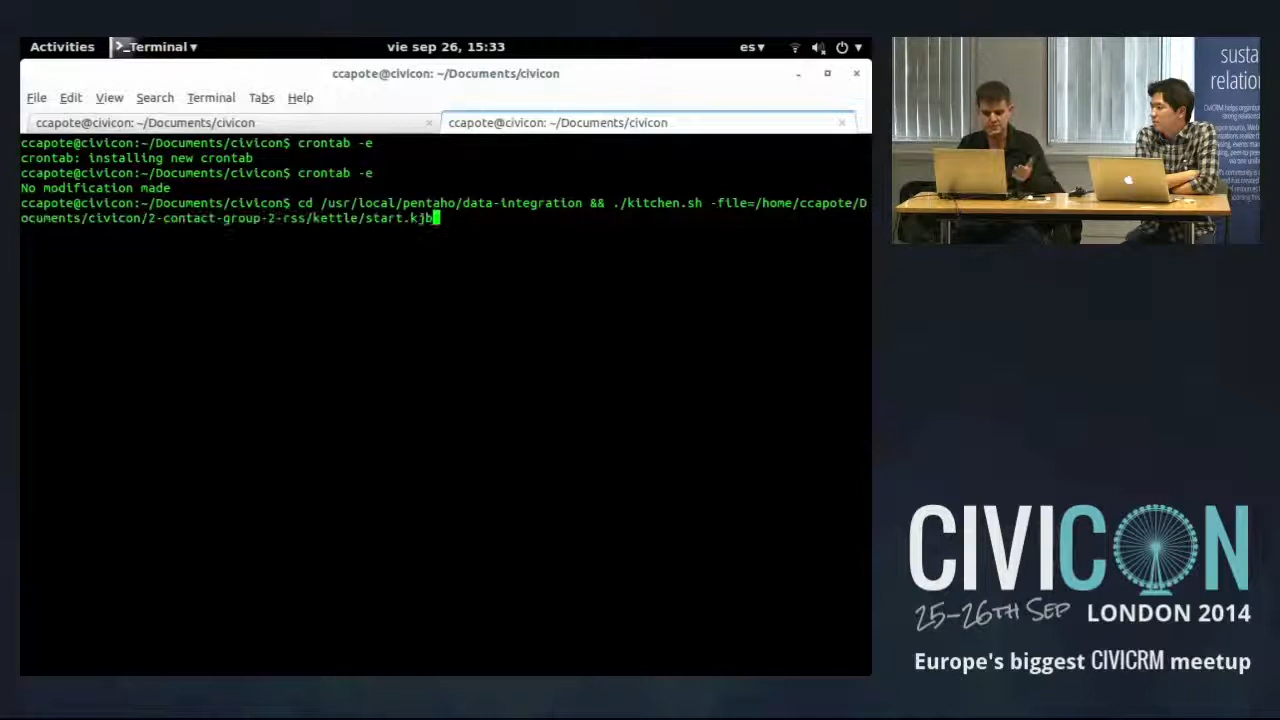 Activities
Terminal
vie sep 26, 15:33
es
ccapote@civicon: ~/Documents/civicon
File Edit View Search Terminal Tabs Help
ccapote@civicon: ~/Documents/civicon
ccapote@civicon: ~/Documents/civicon
ccapote@civicon:~/Documents/civicon$ crontab -e
crontab: installing new crontab
ccapote@civicon:~/Documents/civicon$ crontab -e
No modification made
ccapote@civicon:~/Documents/civicon$ cd /usr/local/pentaho/data-integration && ./kitchen.sh -file=/home/ccapote/D
ocuments/civicon/2-contact-group-2-rss/kettle/start.kjb
susta
relation
CIVICON
25-26TH SEP LONDON 2014
Europe's biggest CIVICRM meetup